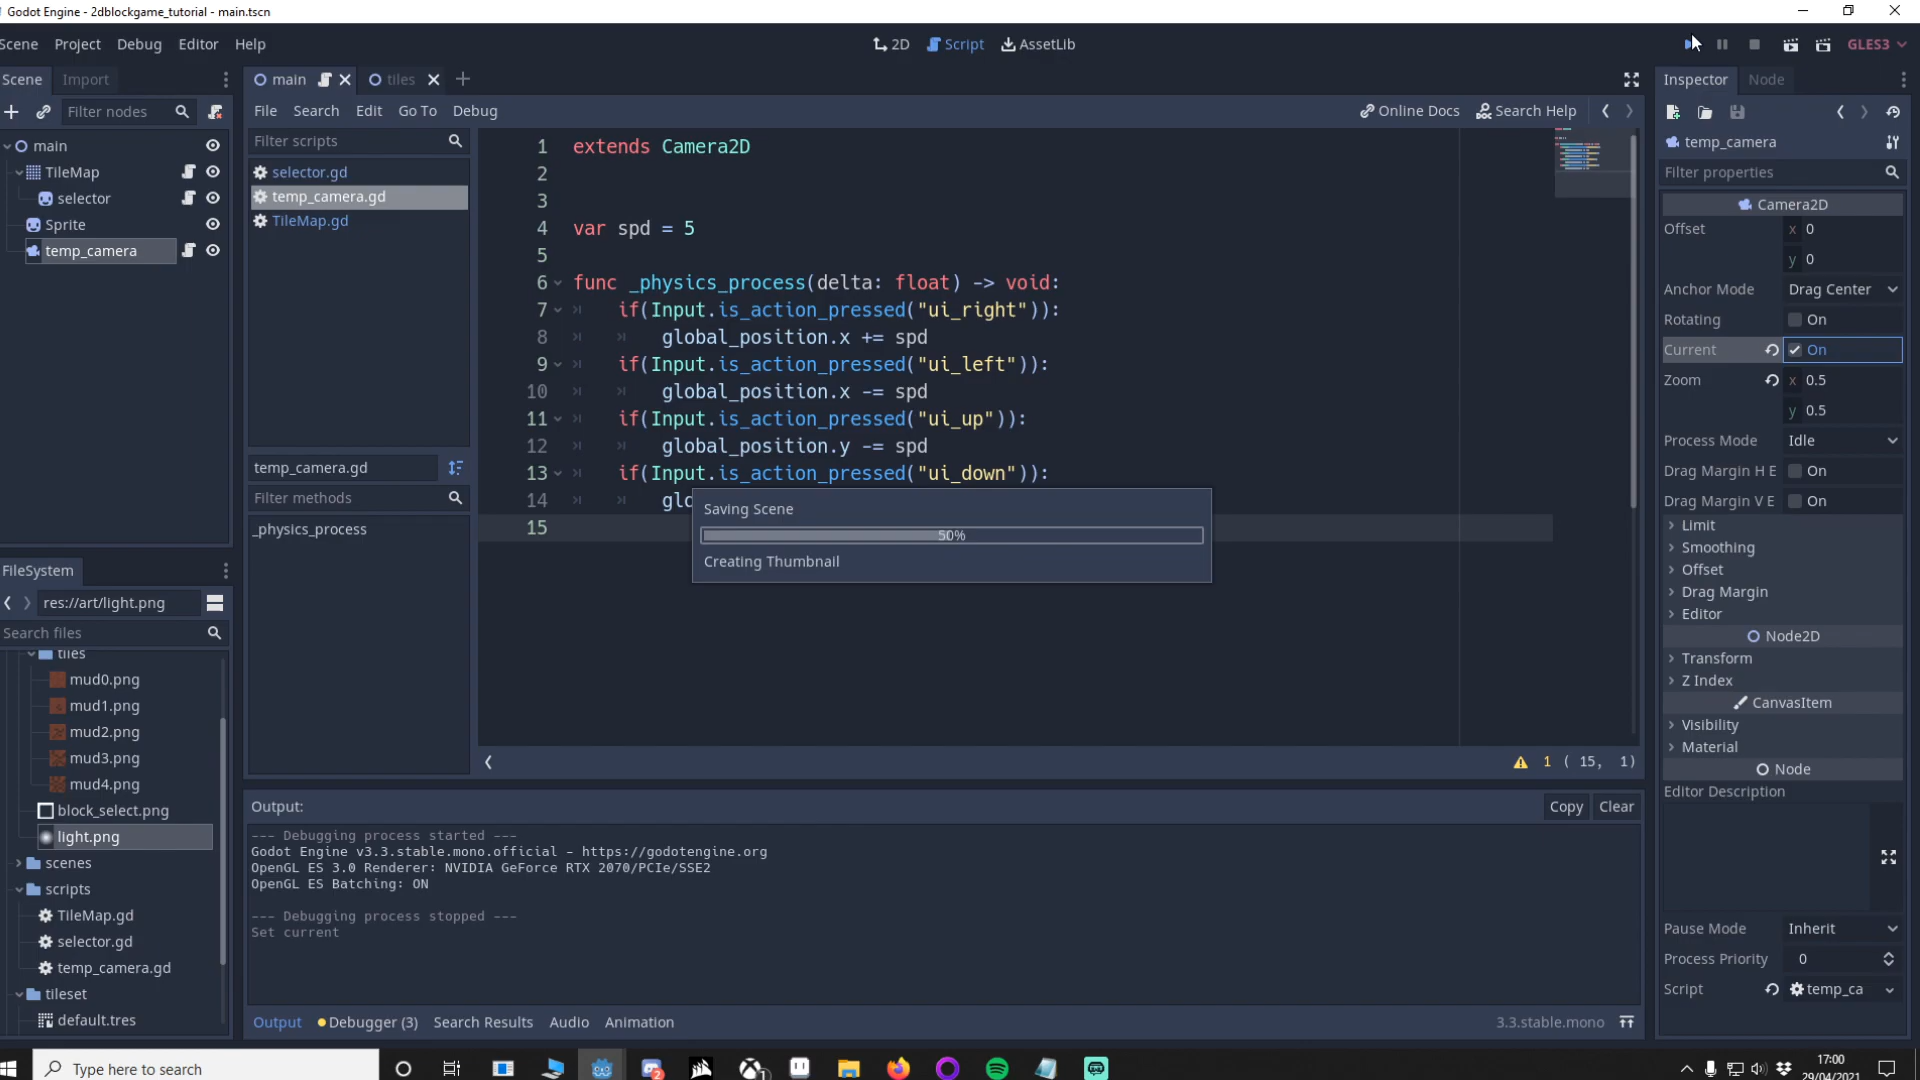 Godot Engine - 2dblockgame_tutorial - main.tscn
Scene Project Debug Editor Help
2D Script AssetLib
GLES3
Scene Import
main tiles
Inspector Node
Filter nodes
File Search Edit Go To Debug
Online Docs Search Help
main
TileMap
selector
Sprite
temp_camera
Filter scripts
selector.gd
temp_camera.gd
TileMap.gd
temp_camera.gd
Filter methods
_physics_process
1 extends Camera2D
2
3
4 var spd = 5
5
6 func _physics_process(delta: float) -> void:
7 if(Input.is_action_pressed("ui_right")):
8 global_position.x += spd
9 if(Input.is_action_pressed("ui_left")):
10 global_position.x -= spd
11 if(Input.is_action_pressed("ui_up")):
12 global_position.y -= spd
13 if(Input.is_action_pressed("ui_down")):
14 glo
15
Saving Scene
50%
Creating Thumbnail
1 ( 15, 1)
FileSystem
res://art/light.png
Search files
tiles
mud0.png
mud1.png
mud2.png
mud3.png
mud4.png
block_select.png
light.png
scenes
scripts
TileMap.gd
selector.gd
temp_camera.gd
tileset
default.tres
Output:
Copy Clear
--- Debugging process started ---
Godot Engine v3.3.stable.mono.official - https://godotengine.org
OpenGL ES 3.0 Renderer: NVIDIA GeForce RTX 2070/PCIe/SSE2
OpenGL ES Batching: ON
--- Debugging process stopped ---
Set current
Output Debugger (3) Search Results Audio Animation
3.3.stable.mono
temp_camera
Filter properties
Camera2D
Offset x 0
y 0
Anchor Mode Drag Center
Rotating On
Current On
Zoom x 0.5
y 0.5
Process Mode Idle
Drag Margin H E On
Drag Margin V E On
Limit
Smoothing
Offset
Drag Margin
Editor
Node2D
Transform
Z Index
CanvasItem
Visibility
Material
Node
Editor Description
Pause Mode Inherit
Process Priority 0
Script temp_ca
Type here to search
2
1
17:00
29/04/2021